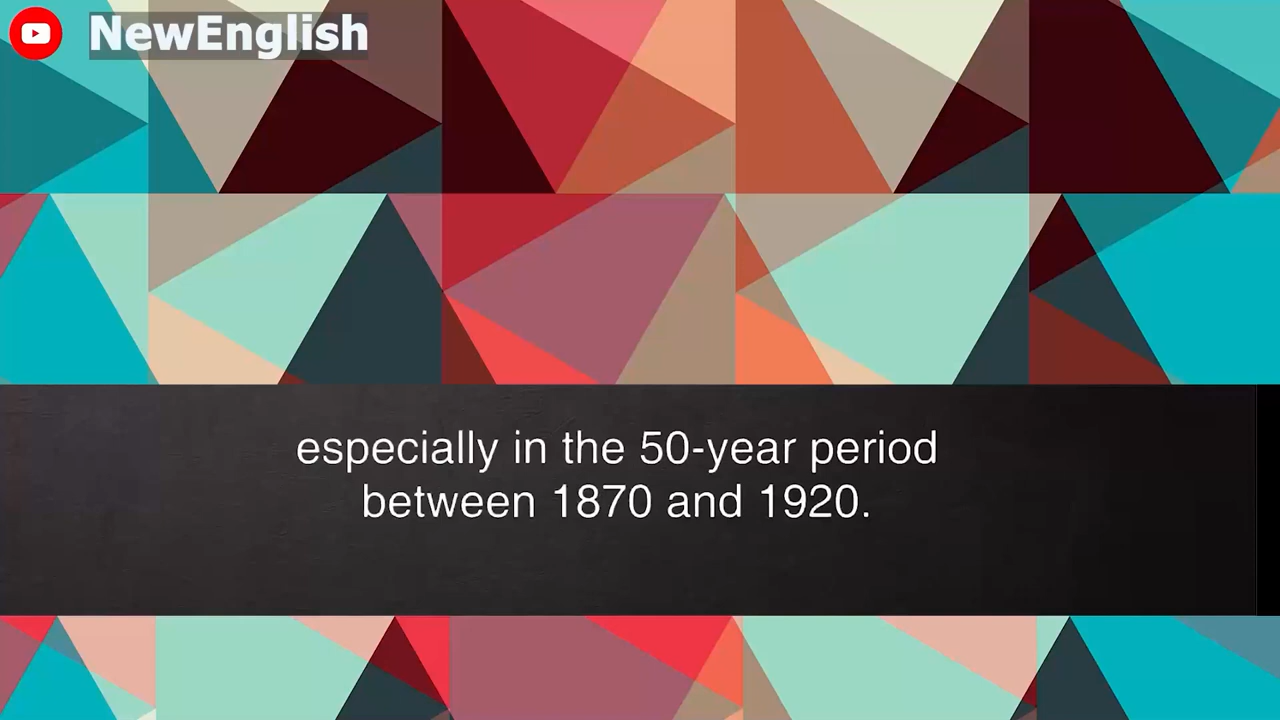 NewEnglish
especially in the 50-year period
between 1870 and 1920.